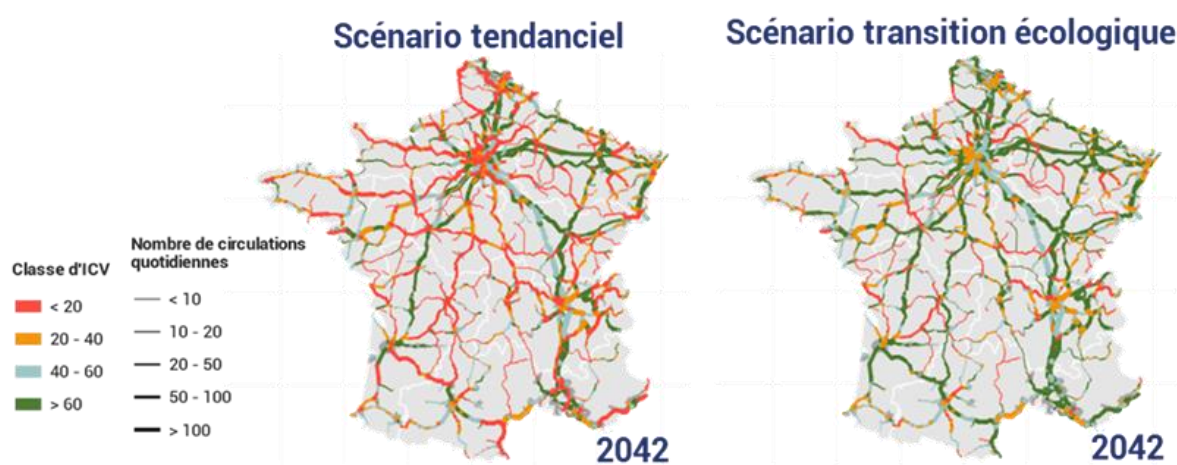 Scénario tendanciel
Scénario transition écologique
Classe d'ICV
< 20
20 - 40
40 - 60
> 60
Nombre de circulations
quotidiennes
< 10
10 - 20
20 - 50
50 - 100
> 100
2042
2042